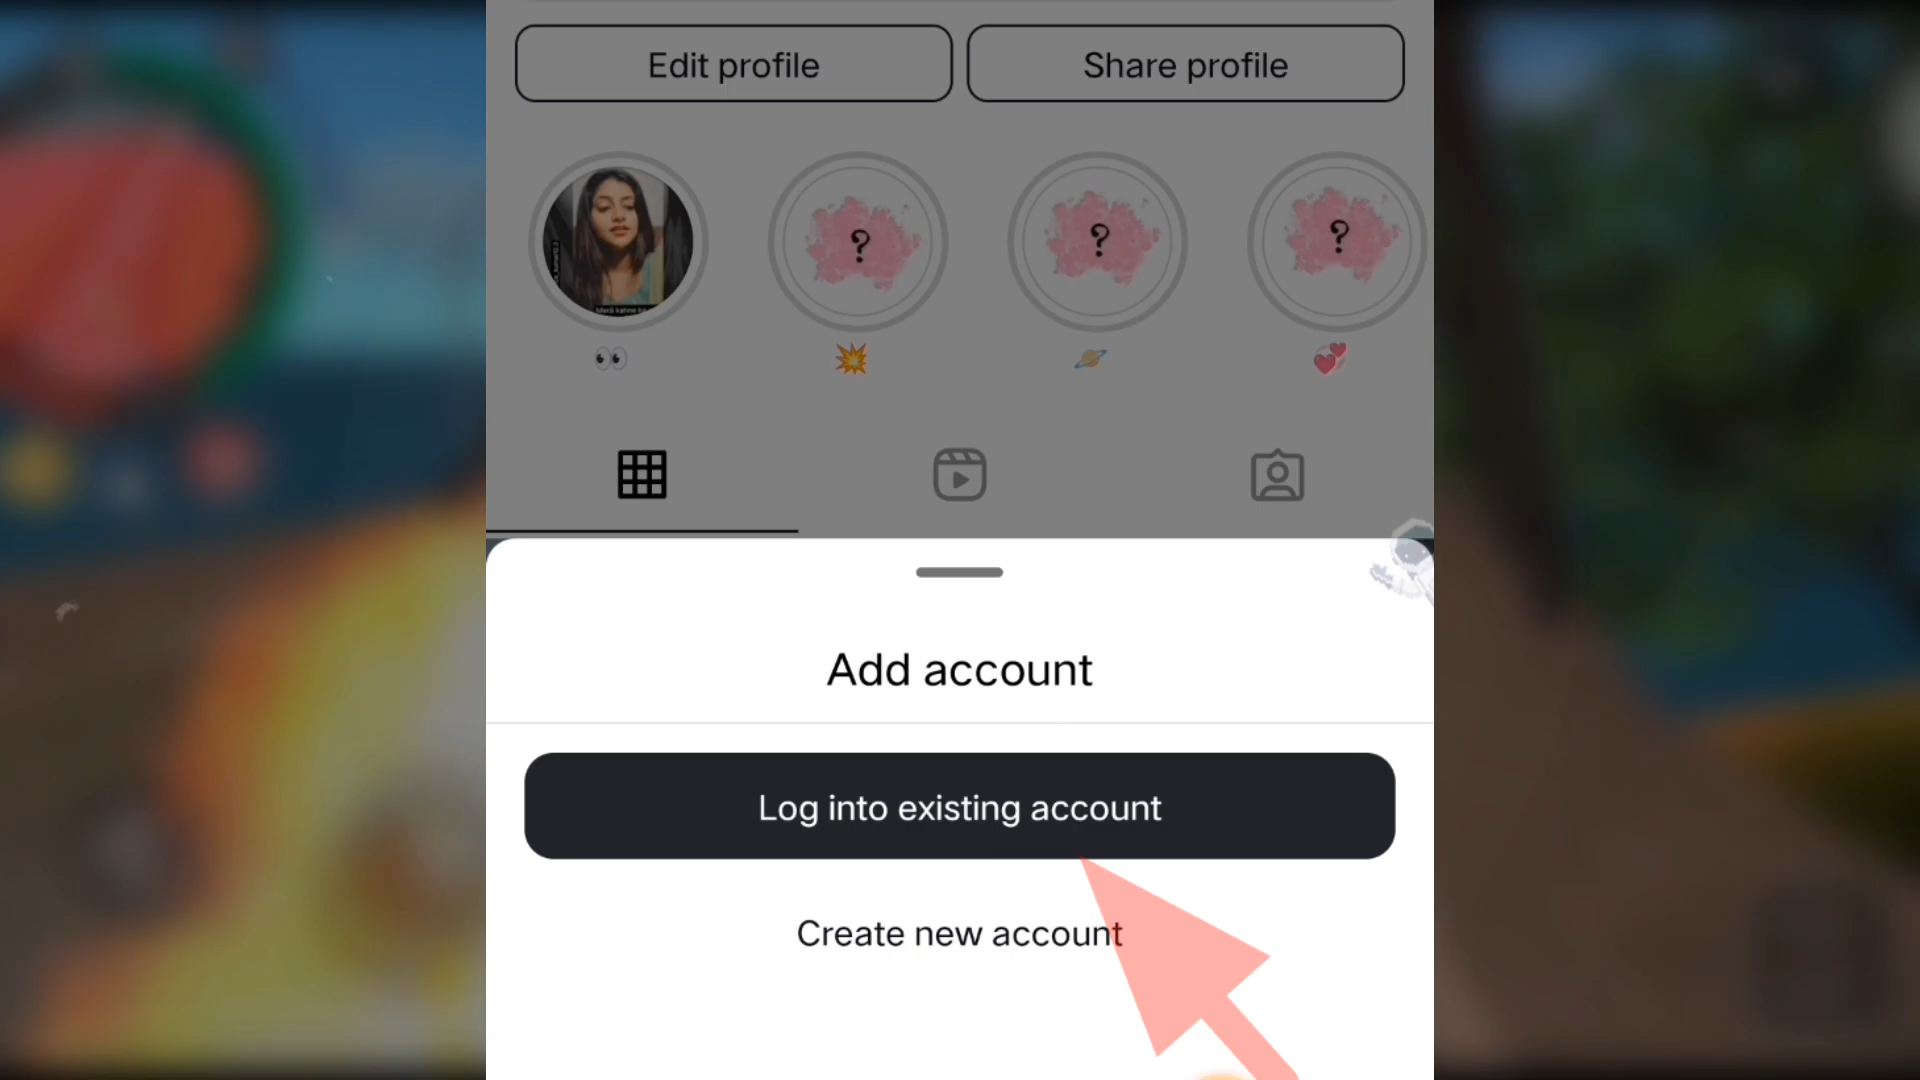 Edit profile
Share profile
?
?
?
Add account
Log into existing account
Create new account